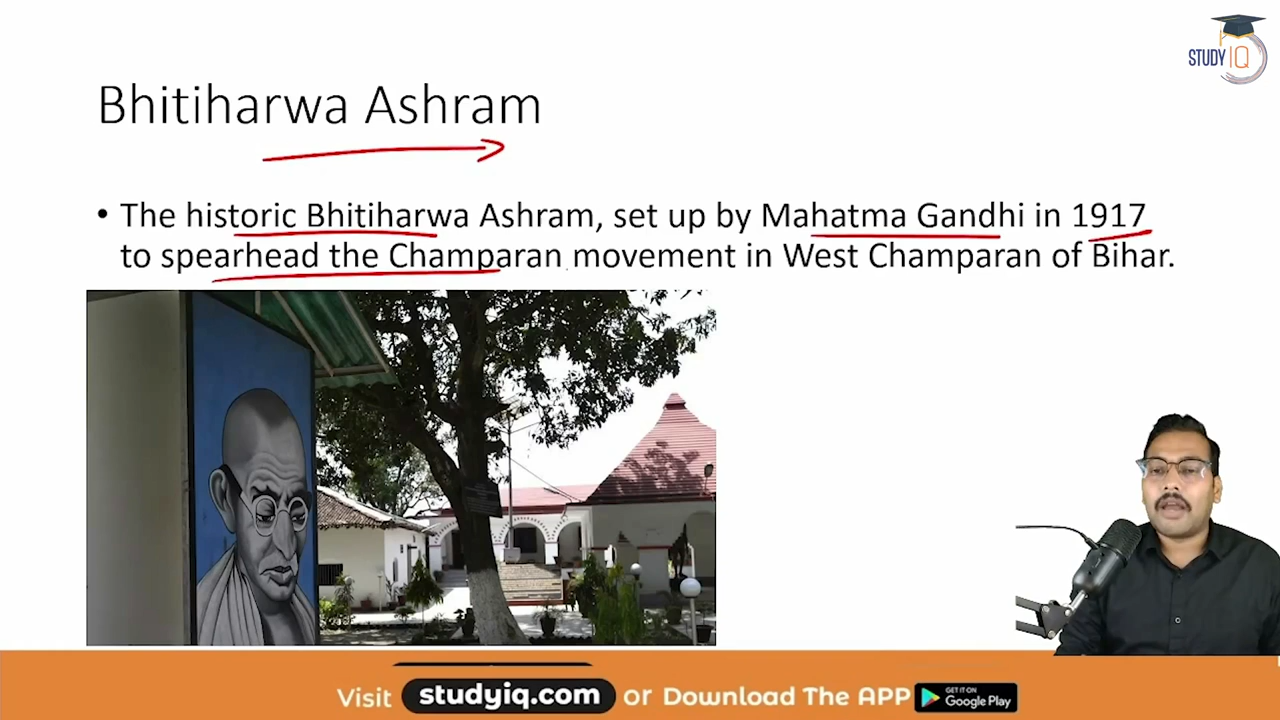 STUDY IQ
Bhitiharwa Ashram
• The historic Bhitiharwa Ashram, set up by Mahatma Gandhi in 1917
to spearhead the Champaran movement in West Champaran of Bihar.
Visit studyiq.com or Download The APP GET IT ON Google Play